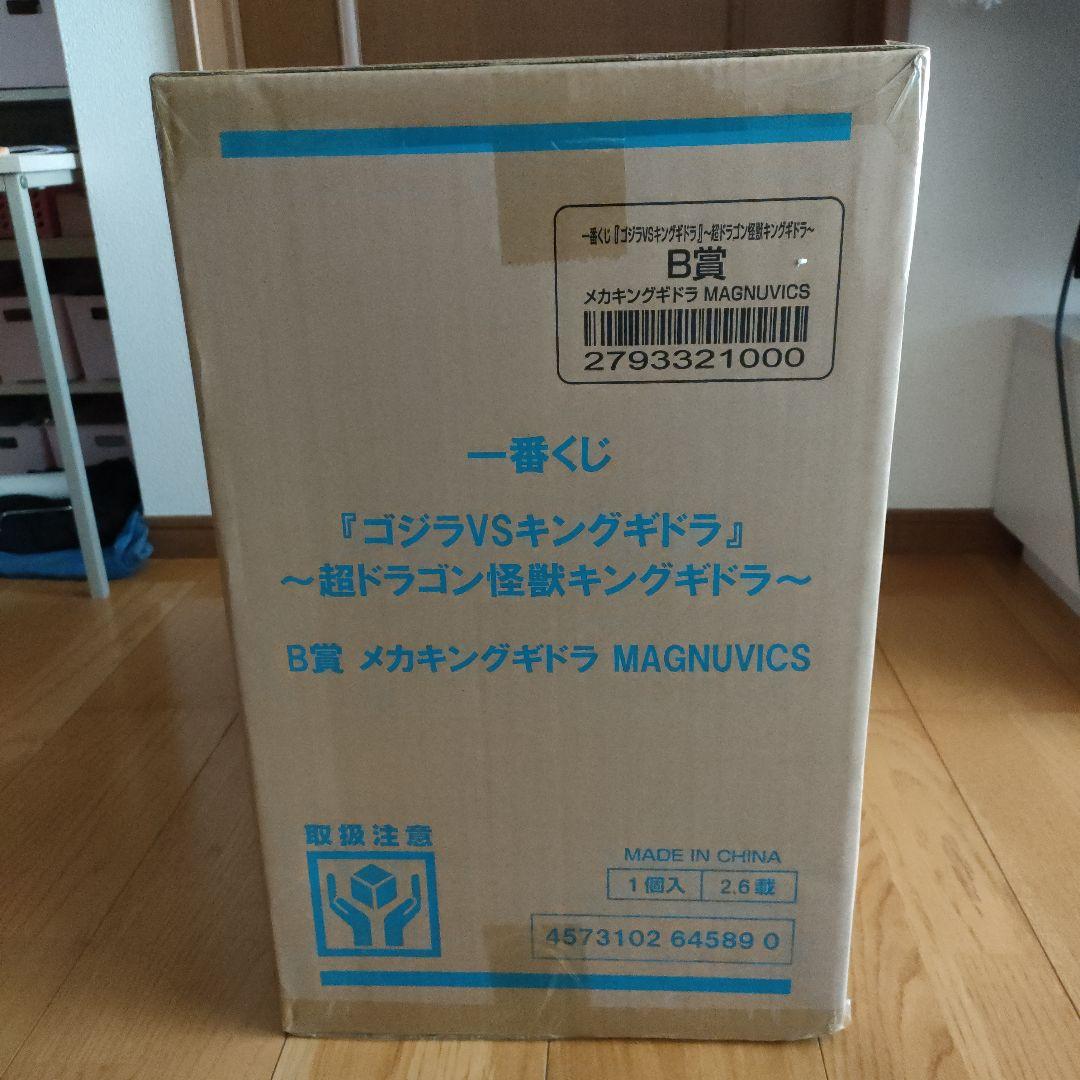 一番くじ『ゴジラVSキングギドラ』～超ドラゴン怪獣キングギドラ～
B賞
メカキングギドラ MAGNUVICS
2793321000
一番くじ
『ゴジラVSキングギドラ』
～超ドラゴン怪獣キングギドラ～
B賞 メカキングギドラ MAGNUVICS
取扱注意
MADE IN CHINA
1個入 2.6載
4573102 64589 0